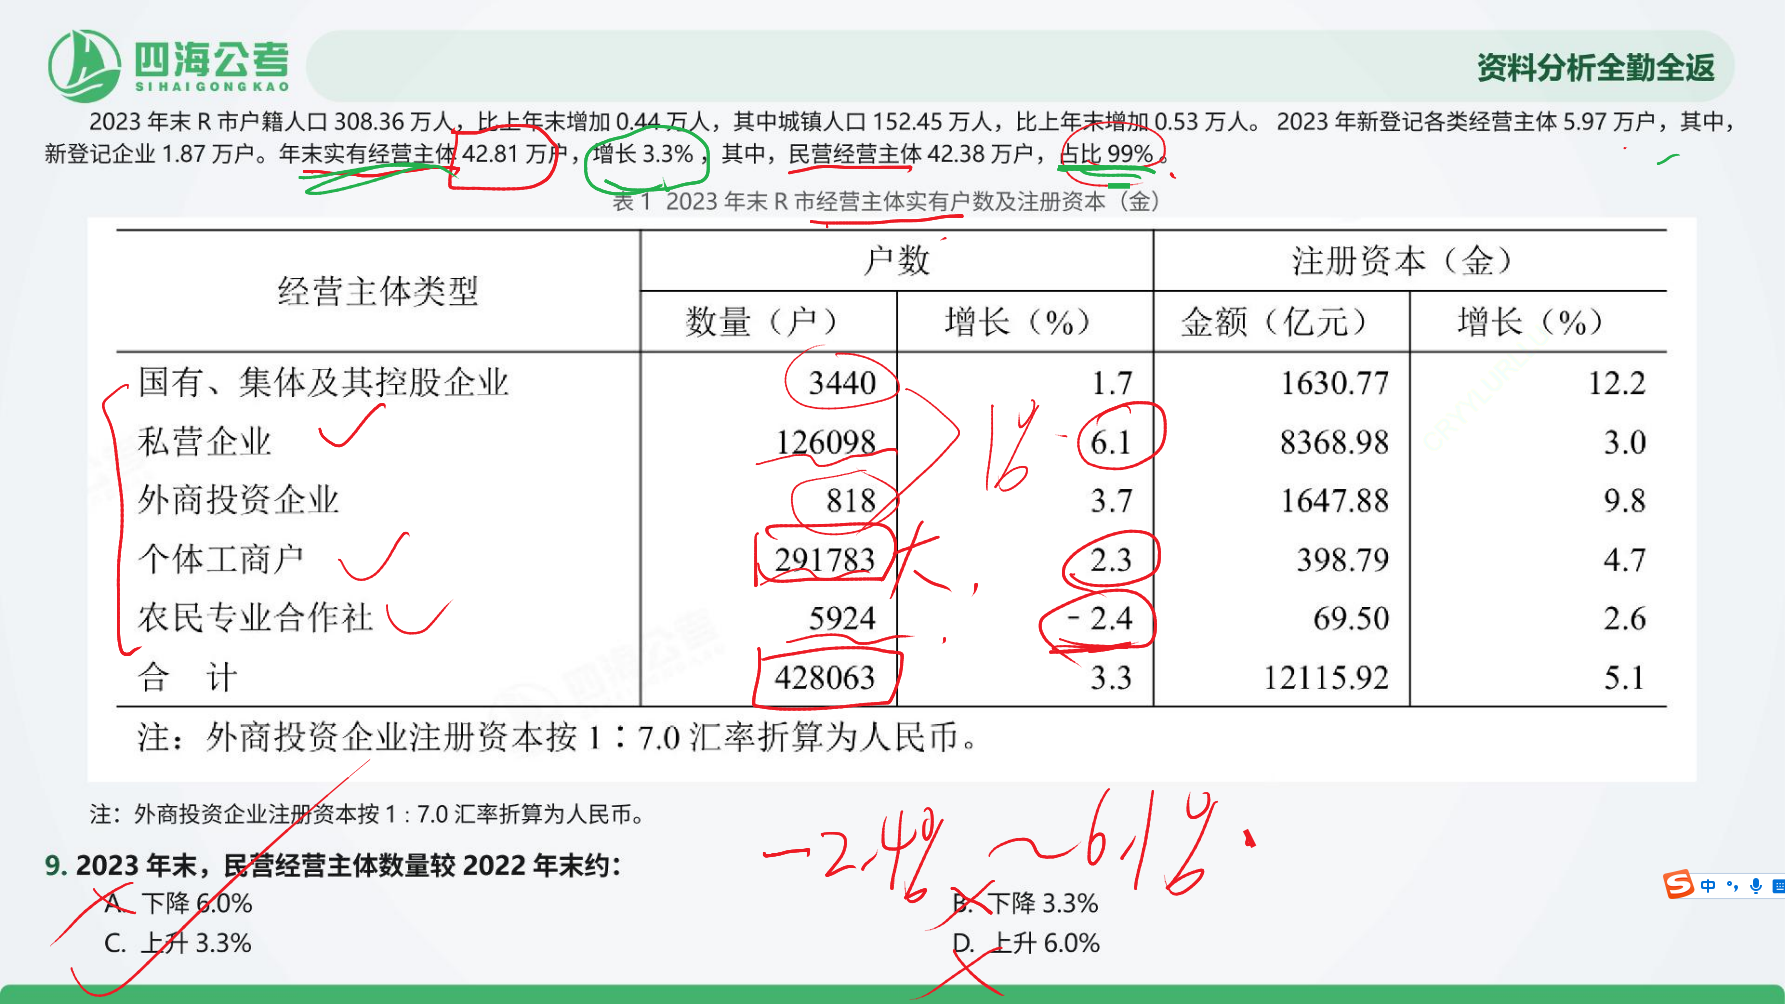 四海公考
SIHAIGONGKAO
资料分析全勤全返
2023 年末 R 市户籍人口 308.36 万人，比上年末增加 0.44 万人，其中城镇人口 152.45 万人，比上年末增加 0.53 万人。 2023 年新登记各类经营主体 5.97 万户，其中，
新登记企业 1.87 万户。年末实有经营主体 42.81 万户，增长 3.3%，其中，民营经营主体 42.38 万户，占比 99%。
表 1 2023 年末 R 市经营主体实有户数及注册资本（金）
经营主体类型 户数 注册资本（金）
数量（户） 增长（%） 金额（亿元） 增长（%）
国有、集体及其控股企业 3440 1.7 1630.77 12.2
私营企业 126098 6.1 8368.98 3.0
外商投资企业 818 3.7 1647.88 9.8
个体工商户 291783 2.3 398.79 4.7
农民专业合作社 5924 -2.4 69.50 2.6
合 计 428063 3.3 12115.92 5.1
1%
大
注：外商投资企业注册资本按 1∶7.0 汇率折算为人民币。
注：外商投资企业注册资本按 1：7.0 汇率折算为人民币。
-2.4% ~ 6.1%
9. 2023 年末，民营经营主体数量较 2022 年末约：
A. 下降 6.0% B. 下降 3.3%
C. 上升 3.3% D. 上升 6.0%
中